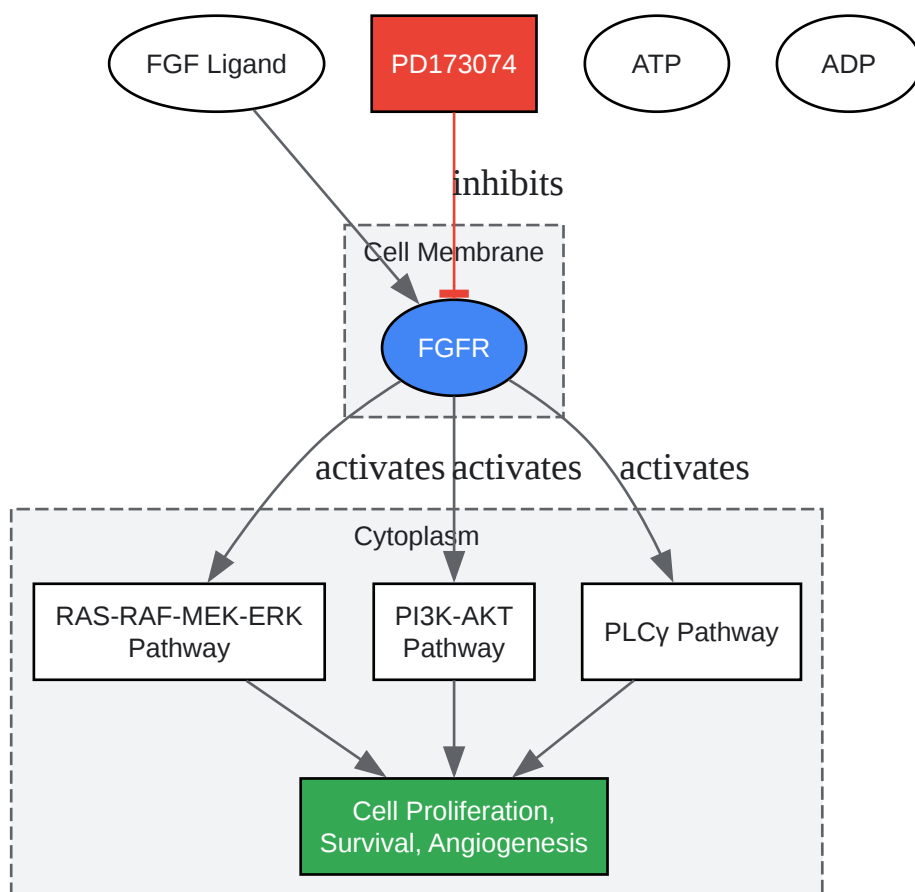 FGF Ligand
PD173074
ATP
ADP
inhibits
Cell Membrane
FGFR
activates
activates
activates
Cytoplasm
RAS-RAF-MEK-ERK
Pathway
PI3K-AKT
Pathway
PLCγ Pathway
Cell Proliferation,
Survival, Angiogenesis